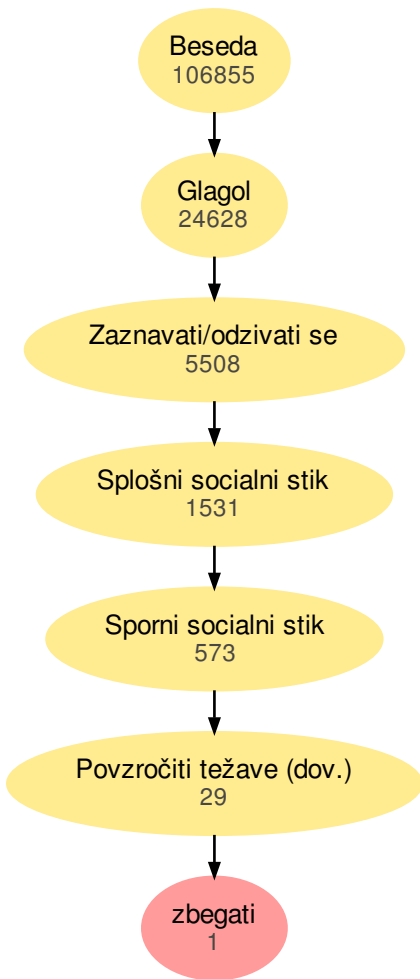 Beseda
106855
Glagol
24628
Zaznavati/odzivati se
5508
Splošni socialni stik
1531
Sporni socialni stik
573
Povzročiti težave (dov.)
29
zbegati
1